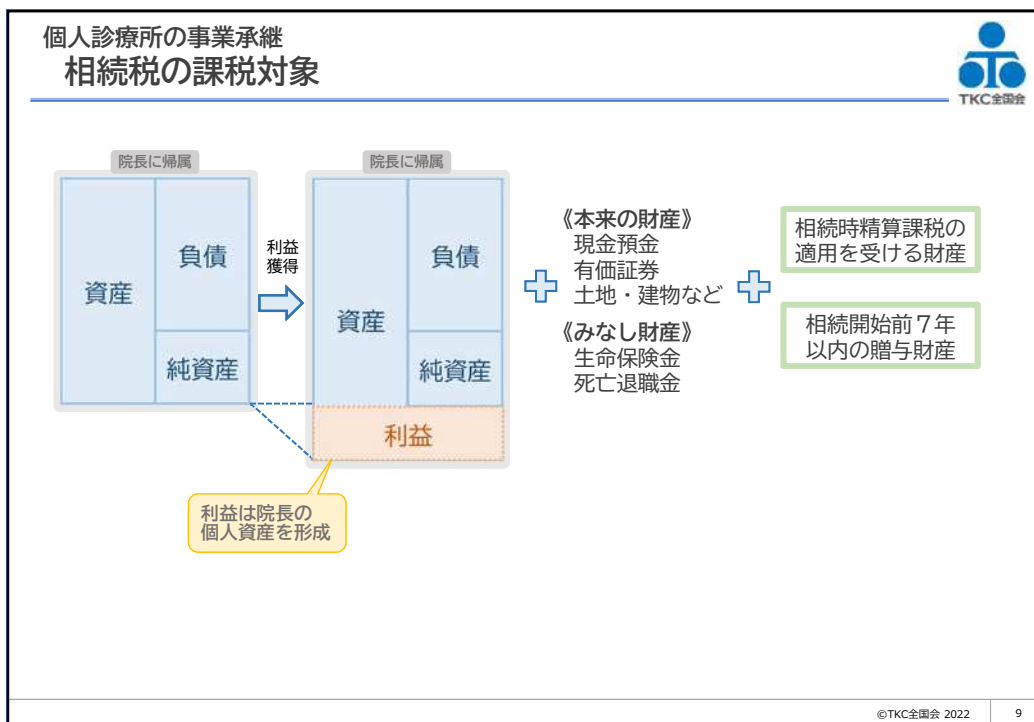 個人診療所の事業承継
相続税の課税対象
TKC全国会
院長に帰属
資産
負債
純資産
利益
獲得
院長に帰属
資産
負債
純資産
利益
利益は院長の
個人資産を形成
《本来の財産》
現金預金
有価証券
土地・建物など
《みなし財産》
生命保険金
死亡退職金
相続時精算課税の
適用を受ける財産
相続開始前７年
以内の贈与財産
©TKC全国会 2022
9